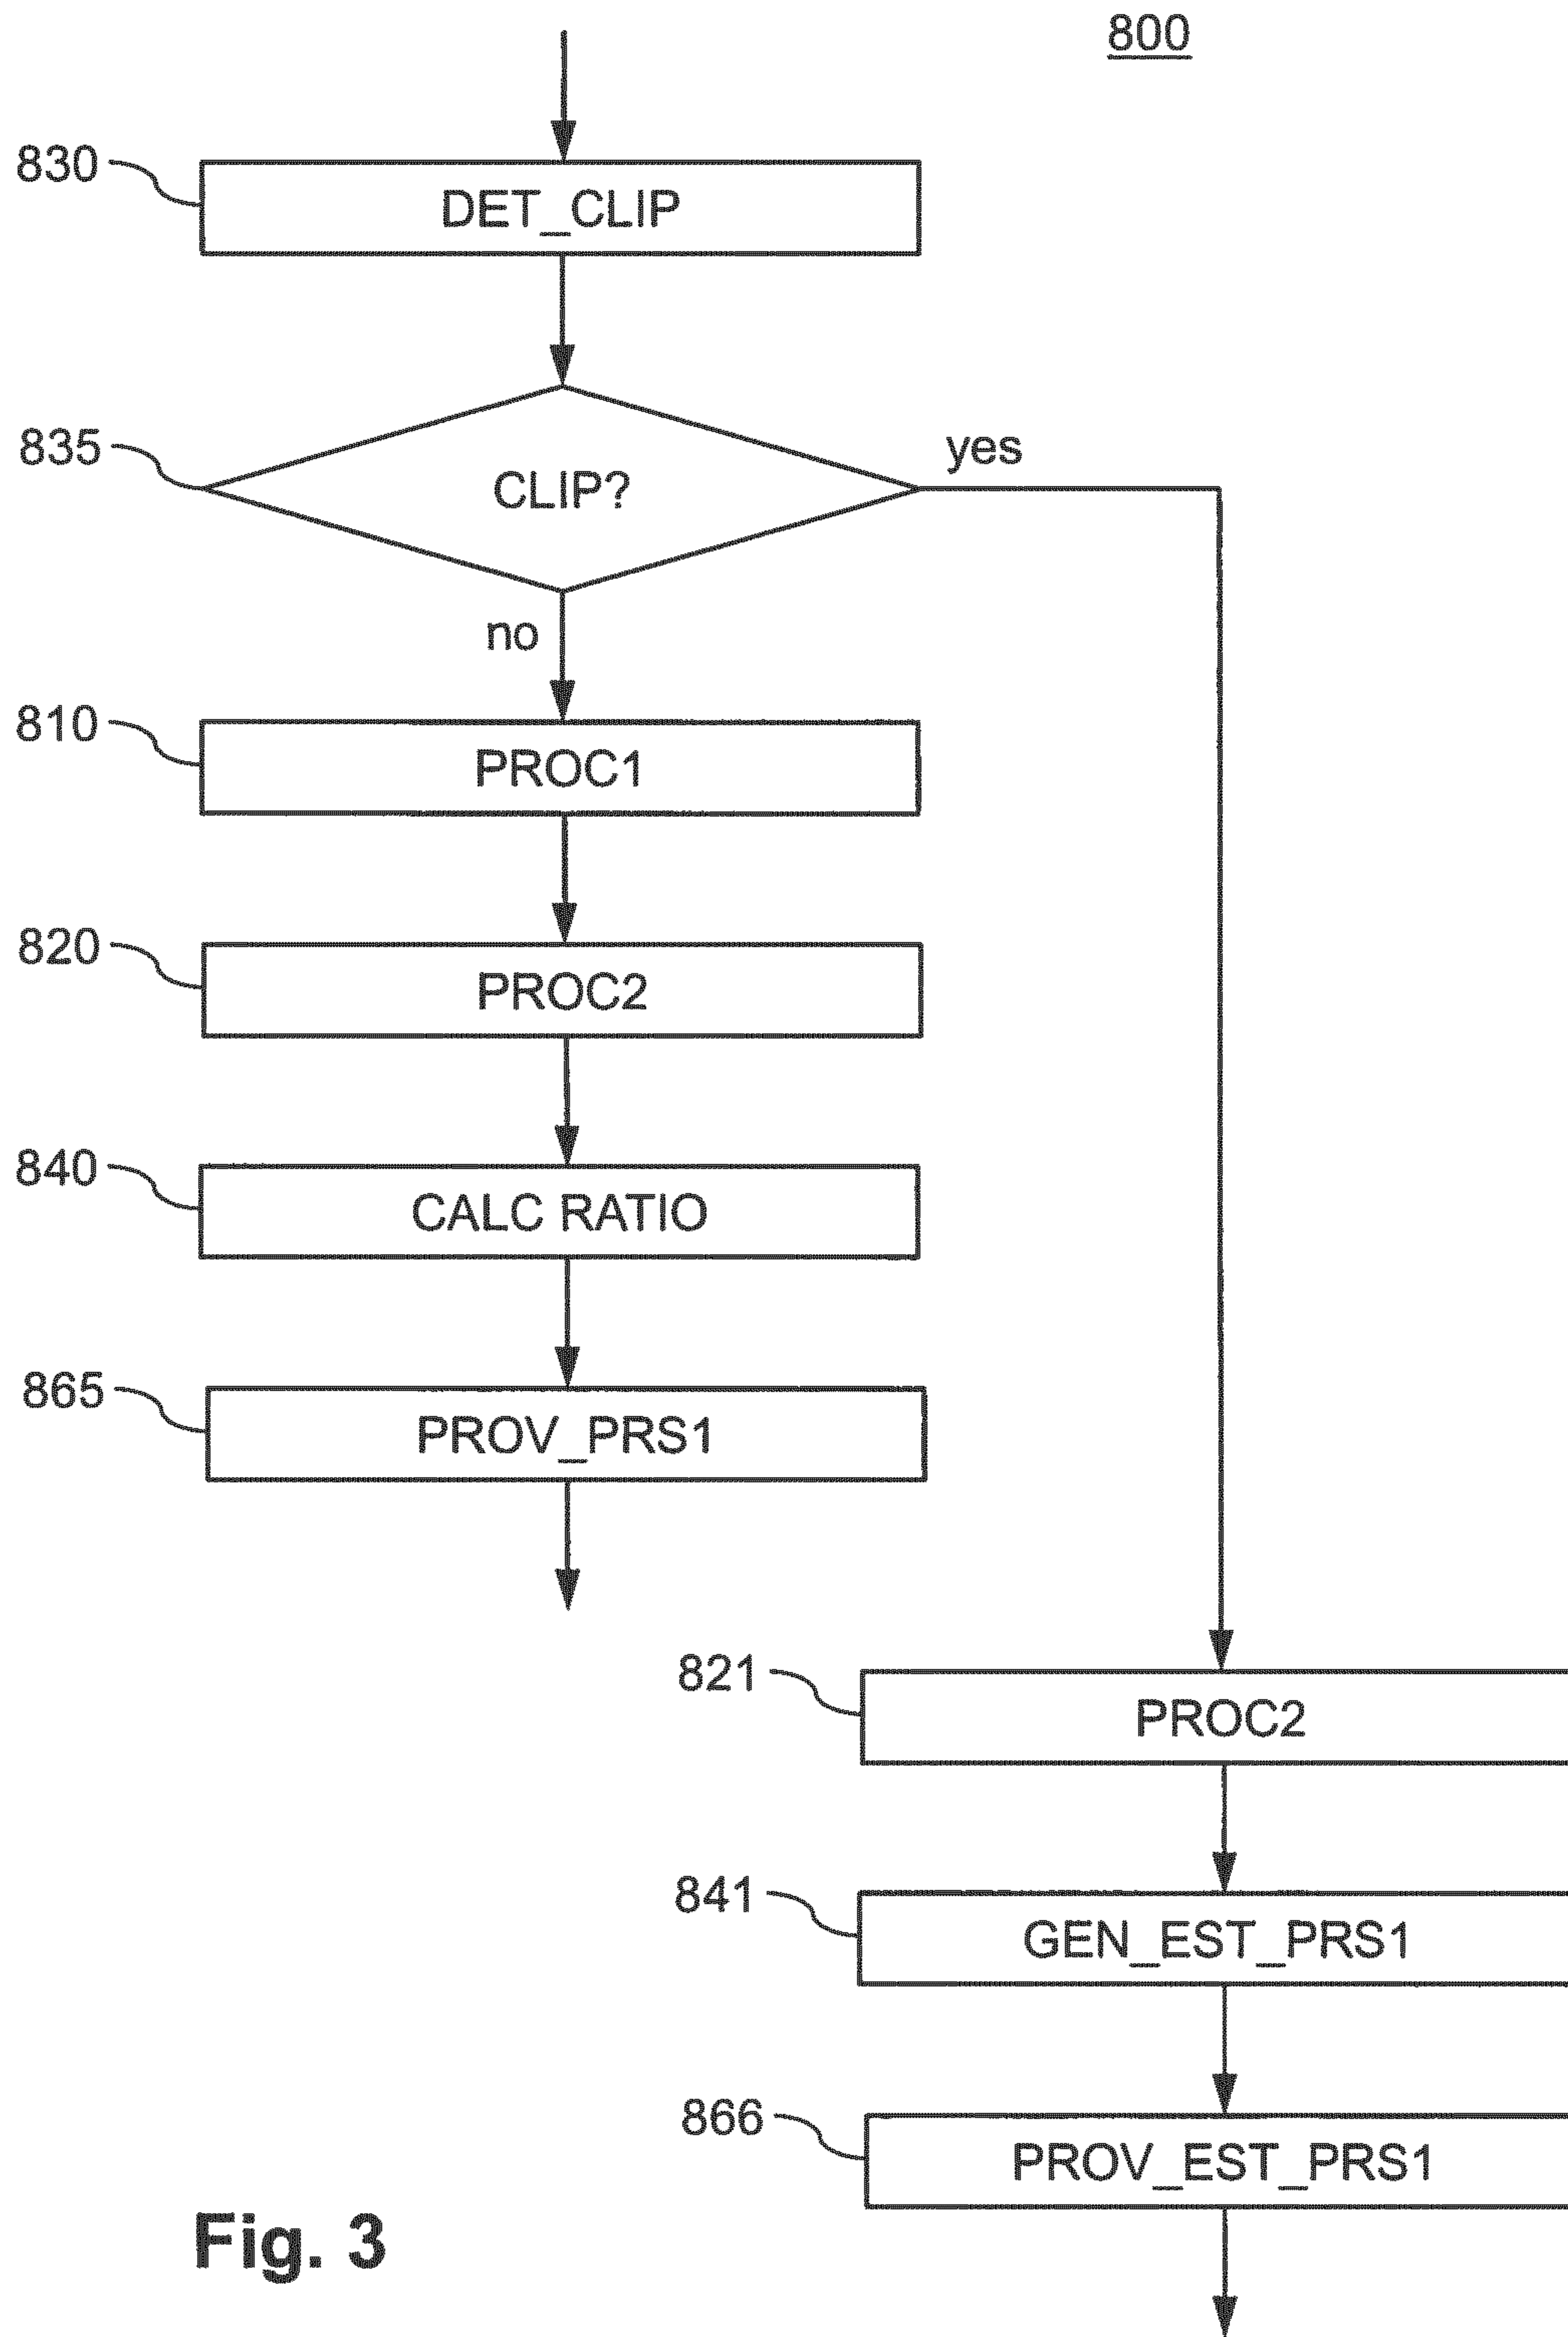 800
830
DET_CLIP
835
CLIP?
yes
no
810
PROC1
820
PROC2
840
CALC RATIO
865
PROV_PRS1
821
PROC2
841
GEN_EST_PRS1
866
PROV_EST_PRS1
Fig. 3